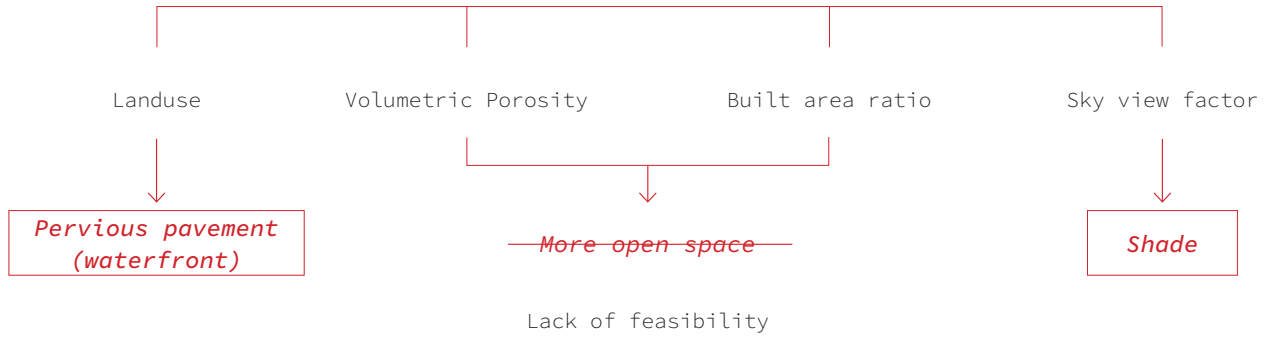 Landuse
Volumetric Porosity
Built area ratio
Sky view factor
Pervious pavement
(waterfront)
More open space
Shade
Lack of feasibility